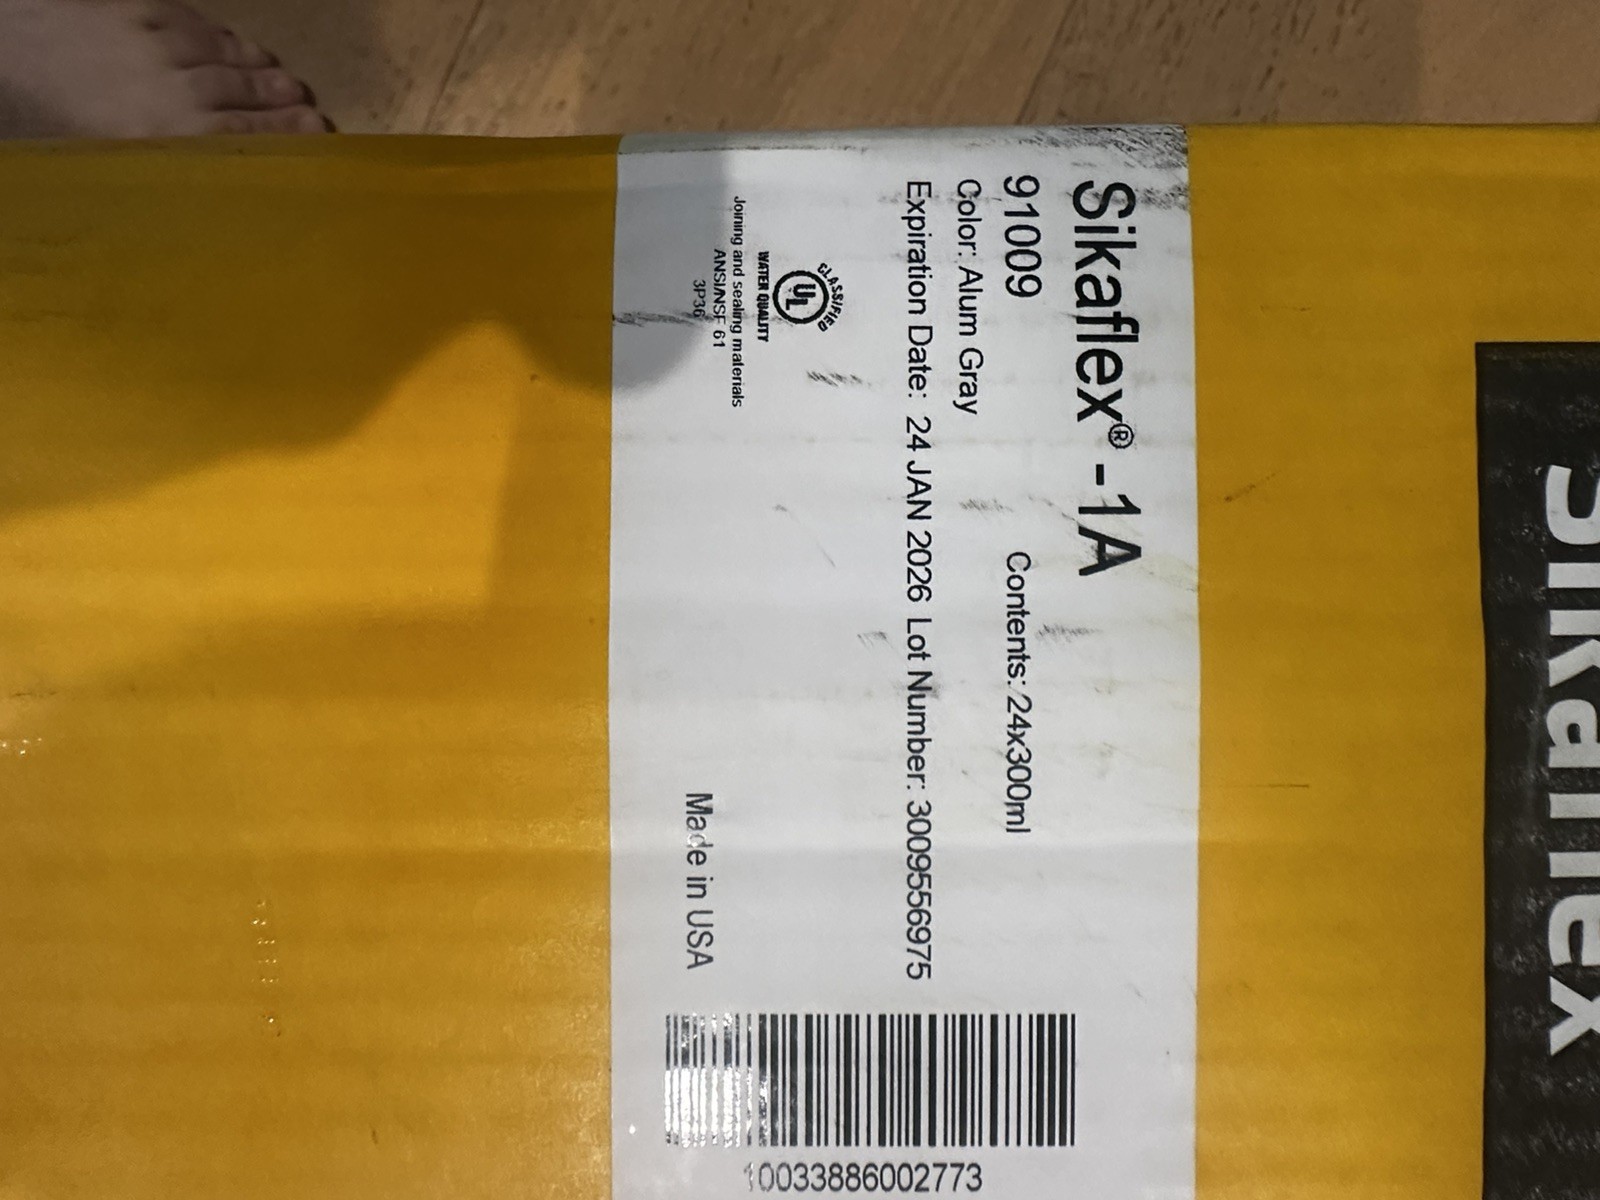 Sikaflex
Sikaflex® -1A
91009 Contents: 24x300ml
Color: Alum Gray
Expiration Date: 24 JAN 2026 Lot Number: 3009556975
CLASSIFIED
UL
WATER QUALITY
Joining and sealing materials
ANSI/NSF 61
3P36
Made in USA
10033886002773